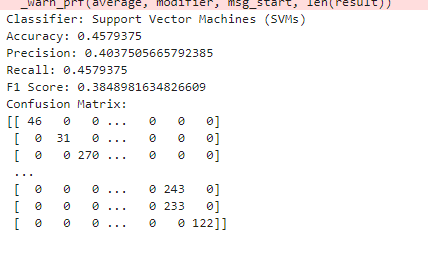 _warn_prf(average, modifier, msg_start, len(result))
Classifier: Support Vector Machines (SVMs)
Accuracy: 0.4579375
Precision: 0.4037505665792385
Recall: 0.4579375
F1 Score: 0.3848981634826609
Confusion Matrix:
[[ 46   0   0 ...   0   0   0]
 [  0  31   0 ...   0   0   0]
 [  0   0 270 ...   0   0   0]
 ...
 [  0   0   0 ...   0 243   0]
 [  0   0   0 ...   0 233   0]
 [  0   0   0 ...   0   0 122]]